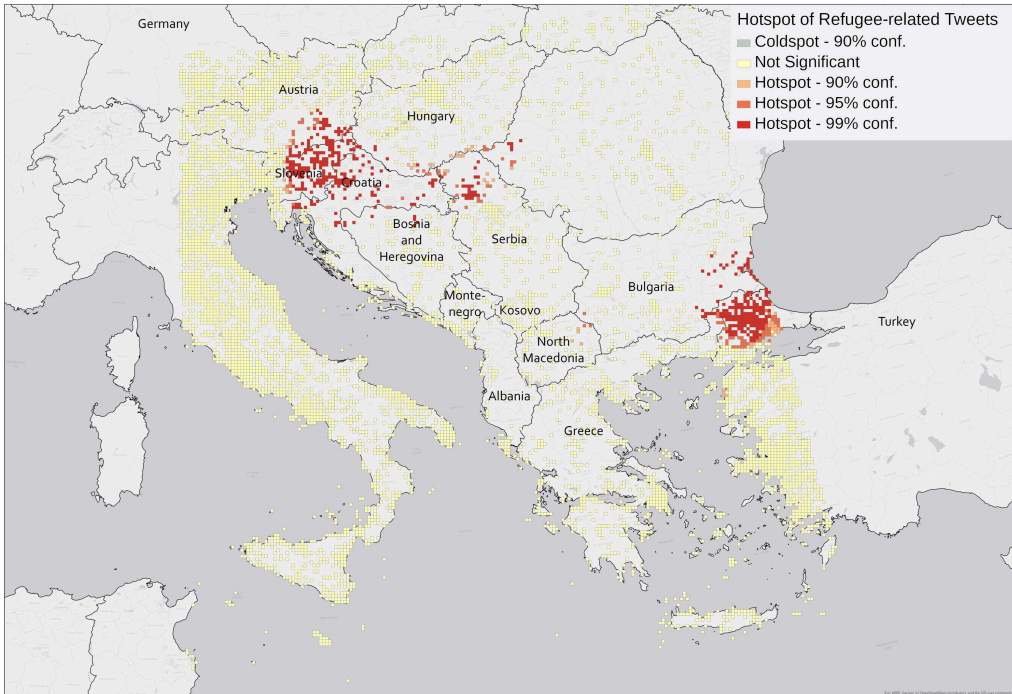 Hotspot of Refugee-related Tweets
Coldspot - 90% conf.
Not Significant
Hotspot - 90% conf.
Hotspot - 95% conf.
Hotspot - 99% conf.
Germany
Austria
Hungary
Slovenia
Croatia
Bosnia
and
Heregovina
Serbia
Monte-
negro
Kosovo
Bulgaria
North
Macedonia
Albania
Greece
Turkey